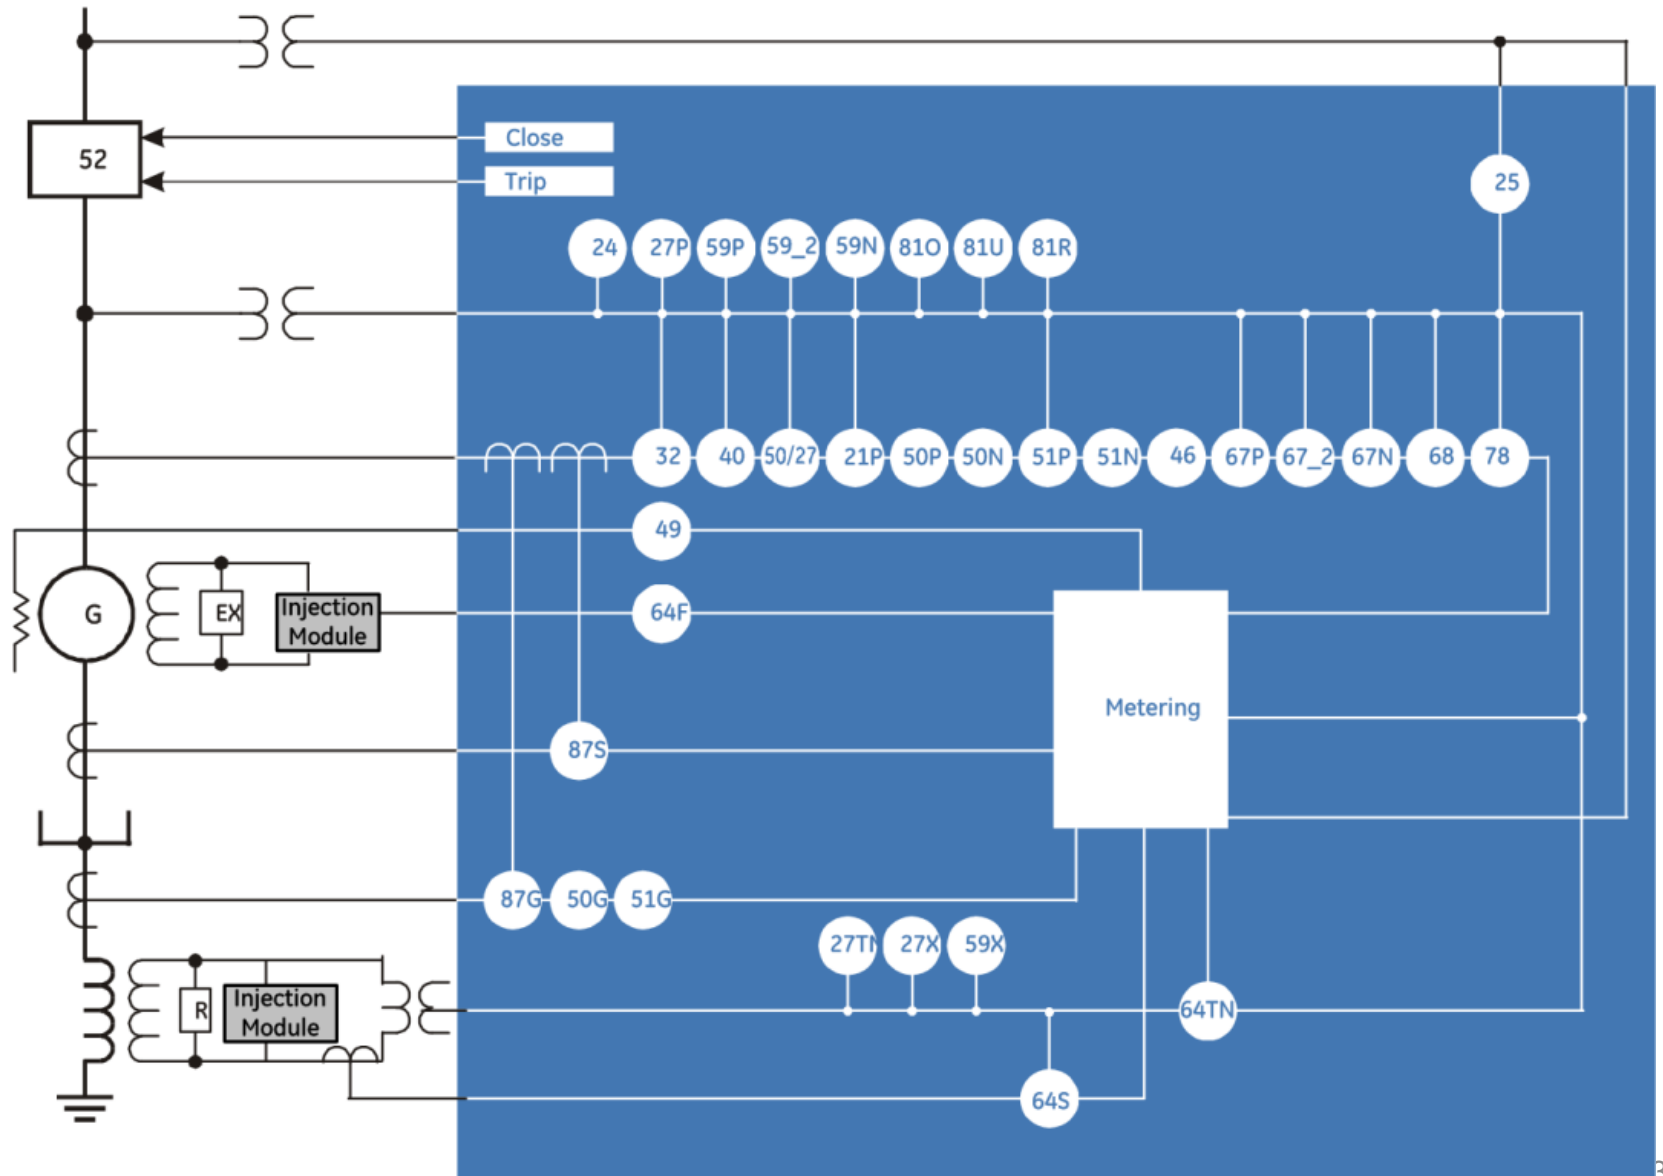 52
Close
Trip
25
24
27P
59P
59_2
59N
81O
81U
81R
32
40
50/27
21P
50P
50N
51P
51N
46
67P
67_2
67N
68
78
49
G
EX
Injection
Module
64F
Metering
87S
87G
50G
51G
27TN
27X
59X
R
Injection
Module
64TN
64S